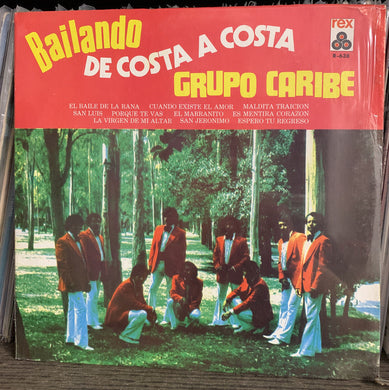 Bailando
DE COSTA A COSTA
GRUPO CARIBE
rex
R-633
EL BAILE DE LA RANA CUANDO EXISTE EL AMOR MALDITA TRAICION
SAN LUIS PORQUE TE VAS EL MARRANITO ES MENTIRA CORAZON
LA VIRGEN DE MI ALTAR SAN JERONIMO ESPERO TU REGRESO